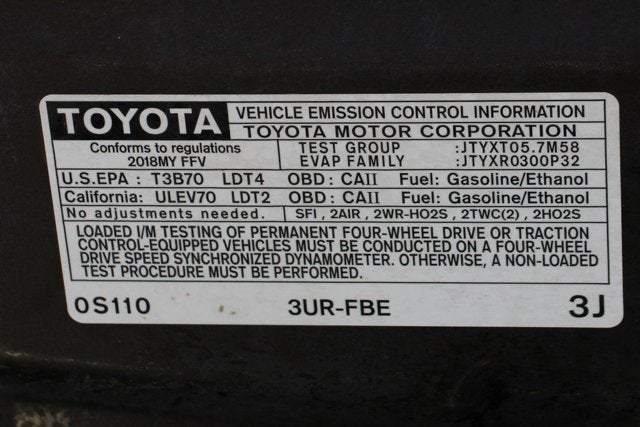 TOYOTA VEHICLE EMISSION CONTROL INFORMATION
TOYOTA MOTOR CORPORATION
Conforms to regulations TEST GROUP :JTYXT05.7M58
2018MY FFV EVAP FAMILY :JTYXR0300P32
U.S.EPA : T3B70 LDT4 OBD: CAII Fuel: Gasoline/Ethanol
California: ULEV70 LDT2 OBD: CAII Fuel: Gasoline/Ethanol
No adjustments needed. SFI , 2AIR , 2WR-HO2S , 2TWC(2) , 2HO2S
LOADED I/M TESTING OF PERMANENT FOUR-WHEEL DRIVE OR TRACTION
CONTROL-EQUIPPED VEHICLES MUST BE CONDUCTED ON A FOUR-WHEEL
DRIVE SPEED SYNCHRONIZED DYNAMOMETER. OTHERWISE, A NON-LOADED
TEST PROCEDURE MUST BE PERFORMED.
0S110 3UR-FBE 3J